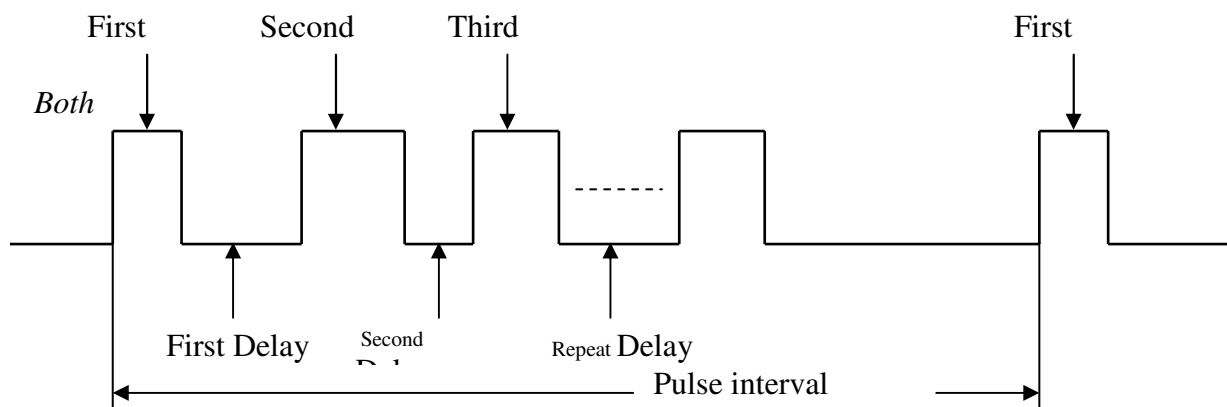 First Second Third First
Both
First Delay Second Repeat Delay
Pulse interval